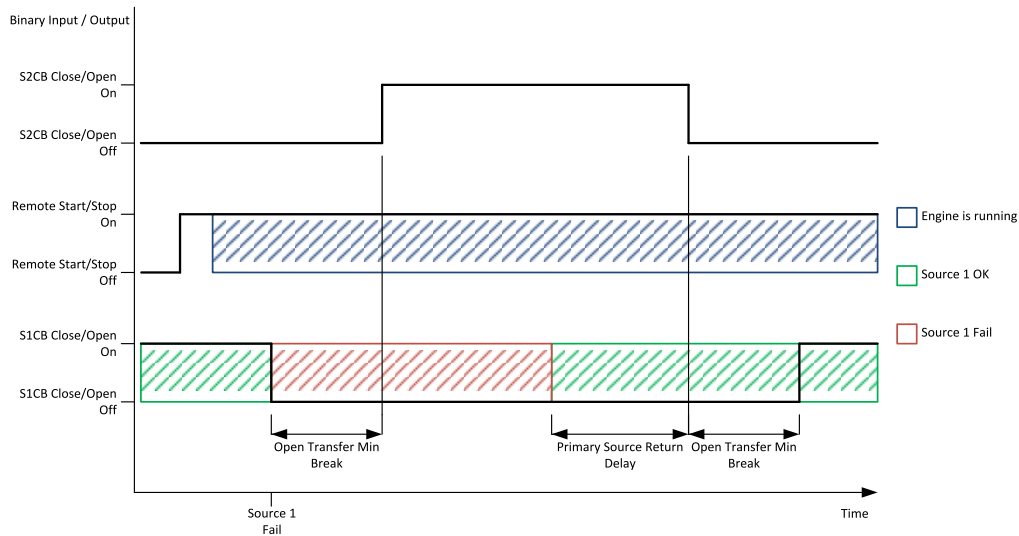 Binary Input / Output
S2CB Close/Open
On
S2CB Close/Open
Off
Remote Start/Stop
On
Remote Start/Stop
Off
S1CB Close/Open
On
S1CB Close/Open
Off
Engine is running
Source 1 OK
Source 1 Fail
Open Transfer Min
Break
Primary Source Return
Delay
Open Transfer Min
Break
Source 1
Fail
Time